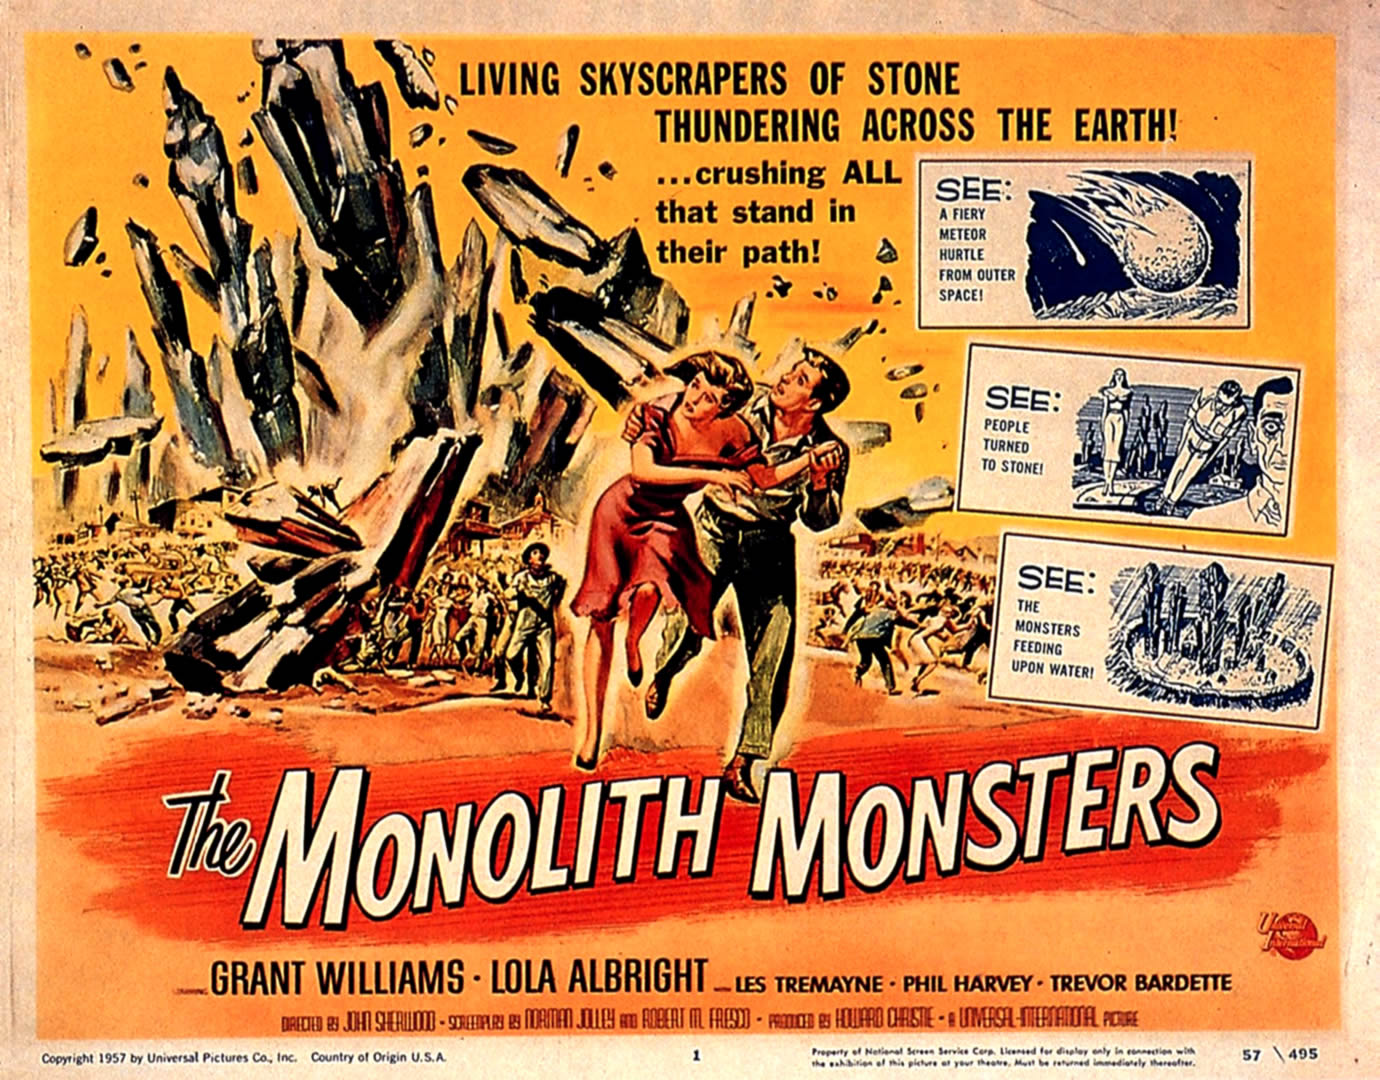 LIVING SKYSCRAPERS OF STONE
THUNDERING ACROSS THE EARTH!
...crushing ALL
that stand in
their path!
SEE:
A FIERY
METEOR
HURTLE
FROM OUTER
SPACE!
SEE:
PEOPLE
TURNED
TO STONE!
SEE:
THE
MONSTERS
FEEDING
UPON WATER!
The MONOLITH MONSTERS
Universal
International
GRANT WILLIAMS · LOLA ALBRIGHT — LES TREMAYNE · PHIL HARVEY · TREVOR BARDETTE
DIRECTED BY JOHN SHERWOOD · SCREENPLAY BY NORMAN JOLLEY AND ROBERT M. FRESCO · PRODUCED BY HOWARD CHRISTIE · A UNIVERSAL-INTERNATIONAL PICTURE
Copyright 1957 by Universal Pictures Co., Inc. Country of Origin U.S.A.
1
Property of National Screen Service Corp. Licensed for display only in connection with
the exhibition of this picture at your theatre. Must be returned immediately thereafter.
57 \ 495